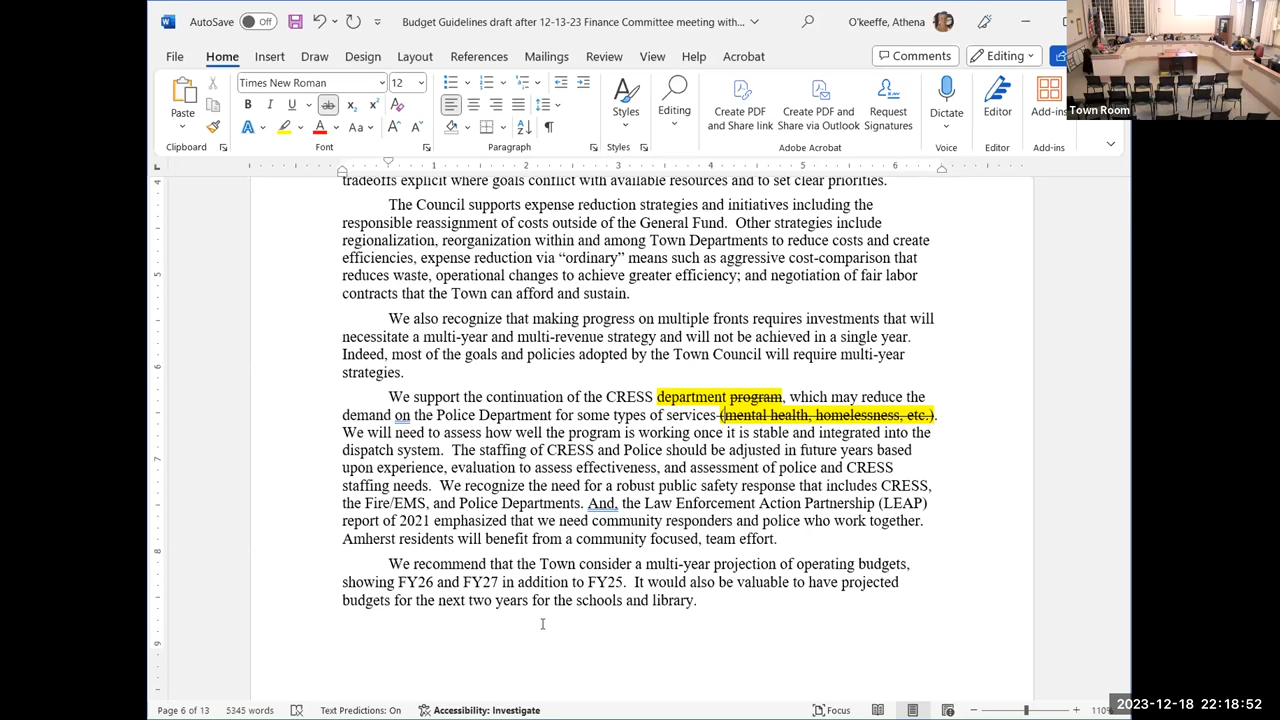 AutoSave Off Budget Guidelines draft after 12-13-23 Finance Committee meeting with... O'keeffe, Athena
File Home Insert Draw Design Layout References Mailings Review View Help Acrobat Comments Editing
Town Room
Times New Roman 12
Paste Styles Editing Create PDF and Share link Create PDF and Share via Outlook Request Signatures Dictate Editor Add-ins
Clipboard Font Paragraph Styles Adobe Acrobat Voice Editor Add-ins
1 2 3 4 5 6
tradeoffs explicit where goals conflict with available resources and to set clear priorities.
The Council supports expense reduction strategies and initiatives including the
responsible reassignment of costs outside of the General Fund.  Other strategies include
regionalization, reorganization within and among Town Departments to reduce costs and create
efficiencies, expense reduction via “ordinary” means such as aggressive cost-comparison that
reduces waste, operational changes to achieve greater efficiency; and negotiation of fair labor
contracts that the Town can afford and sustain.
We also recognize that making progress on multiple fronts requires investments that will
necessitate a multi-year and multi-revenue strategy and will not be achieved in a single year.
Indeed, most of the goals and policies adopted by the Town Council will require multi-year
strategies.
We support the continuation of the CRESS department program, which may reduce the
demand on the Police Department for some types of services (mental health, homelessness, etc.).
We will need to assess how well the program is working once it is stable and integrated into the
dispatch system.  The staffing of CRESS and Police should be adjusted in future years based
upon experience, evaluation to assess effectiveness, and assessment of police and CRESS
staffing needs.  We recognize the need for a robust public safety response that includes CRESS,
the Fire/EMS, and Police Departments. And, the Law Enforcement Action Partnership (LEAP)
report of 2021 emphasized that we need community responders and police who work together.
Amherst residents will benefit from a community focused, team effort.
We recommend that the Town consider a multi-year projection of operating budgets,
showing FY26 and FY27 in addition to FY25.  It would also be valuable to have projected
budgets for the next two years for the schools and library.
Page 6 of 13 5345 words Text Predictions: On Accessibility: Investigate Focus 110%
2023-12-18 22:18:52